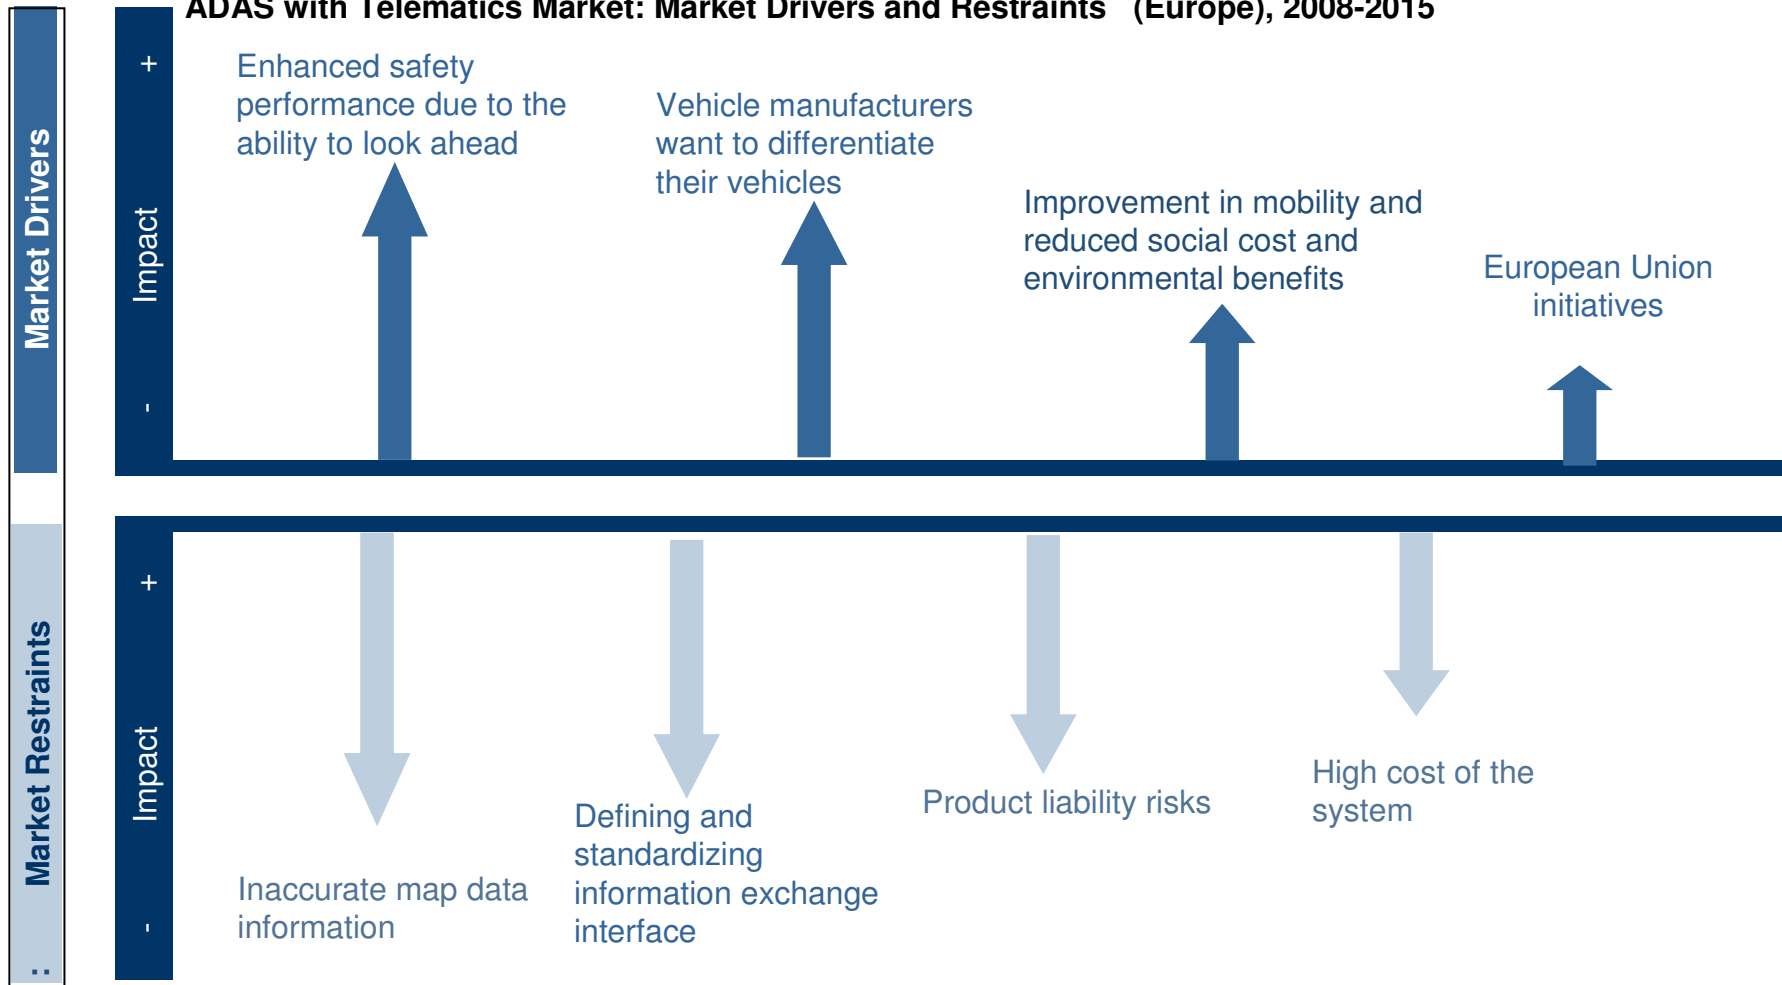 ADAS with Telematics Market: Market Drivers and Restraints (Europe), 2008-2015
Market Drivers
+
Impact
-
Enhanced safety
performance due to the
ability to look ahead
Vehicle manufacturers
want to differentiate
their vehicles
Improvement in mobility and
reduced social cost and
environmental benefits
European Union
initiatives
Market Restraints
:
+
Impact
-
Inaccurate map data
information
Defining and
standardizing
information exchange
interface
Product liability risks
High cost of the
system